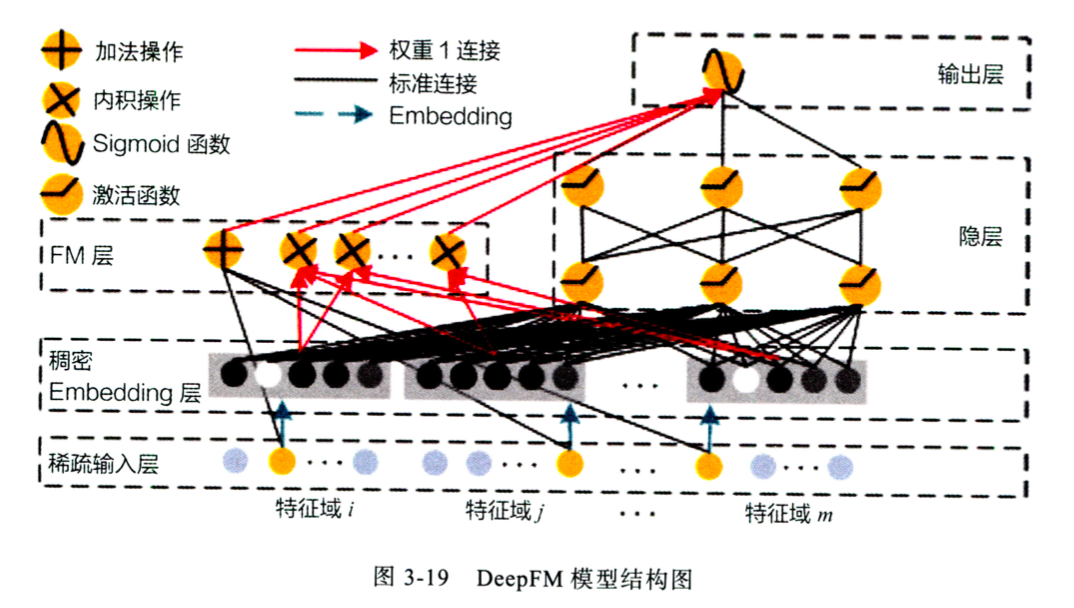 加法操作
内积操作
Sigmoid 函数
激活函数
权重 1 连接
标准连接
Embedding
输出层
FM 层
隐层
稠密
Embedding 层
稀疏输入层
特征域 i
特征域 j
...
特征域 m
图 3-19 DeepFM 模型结构图